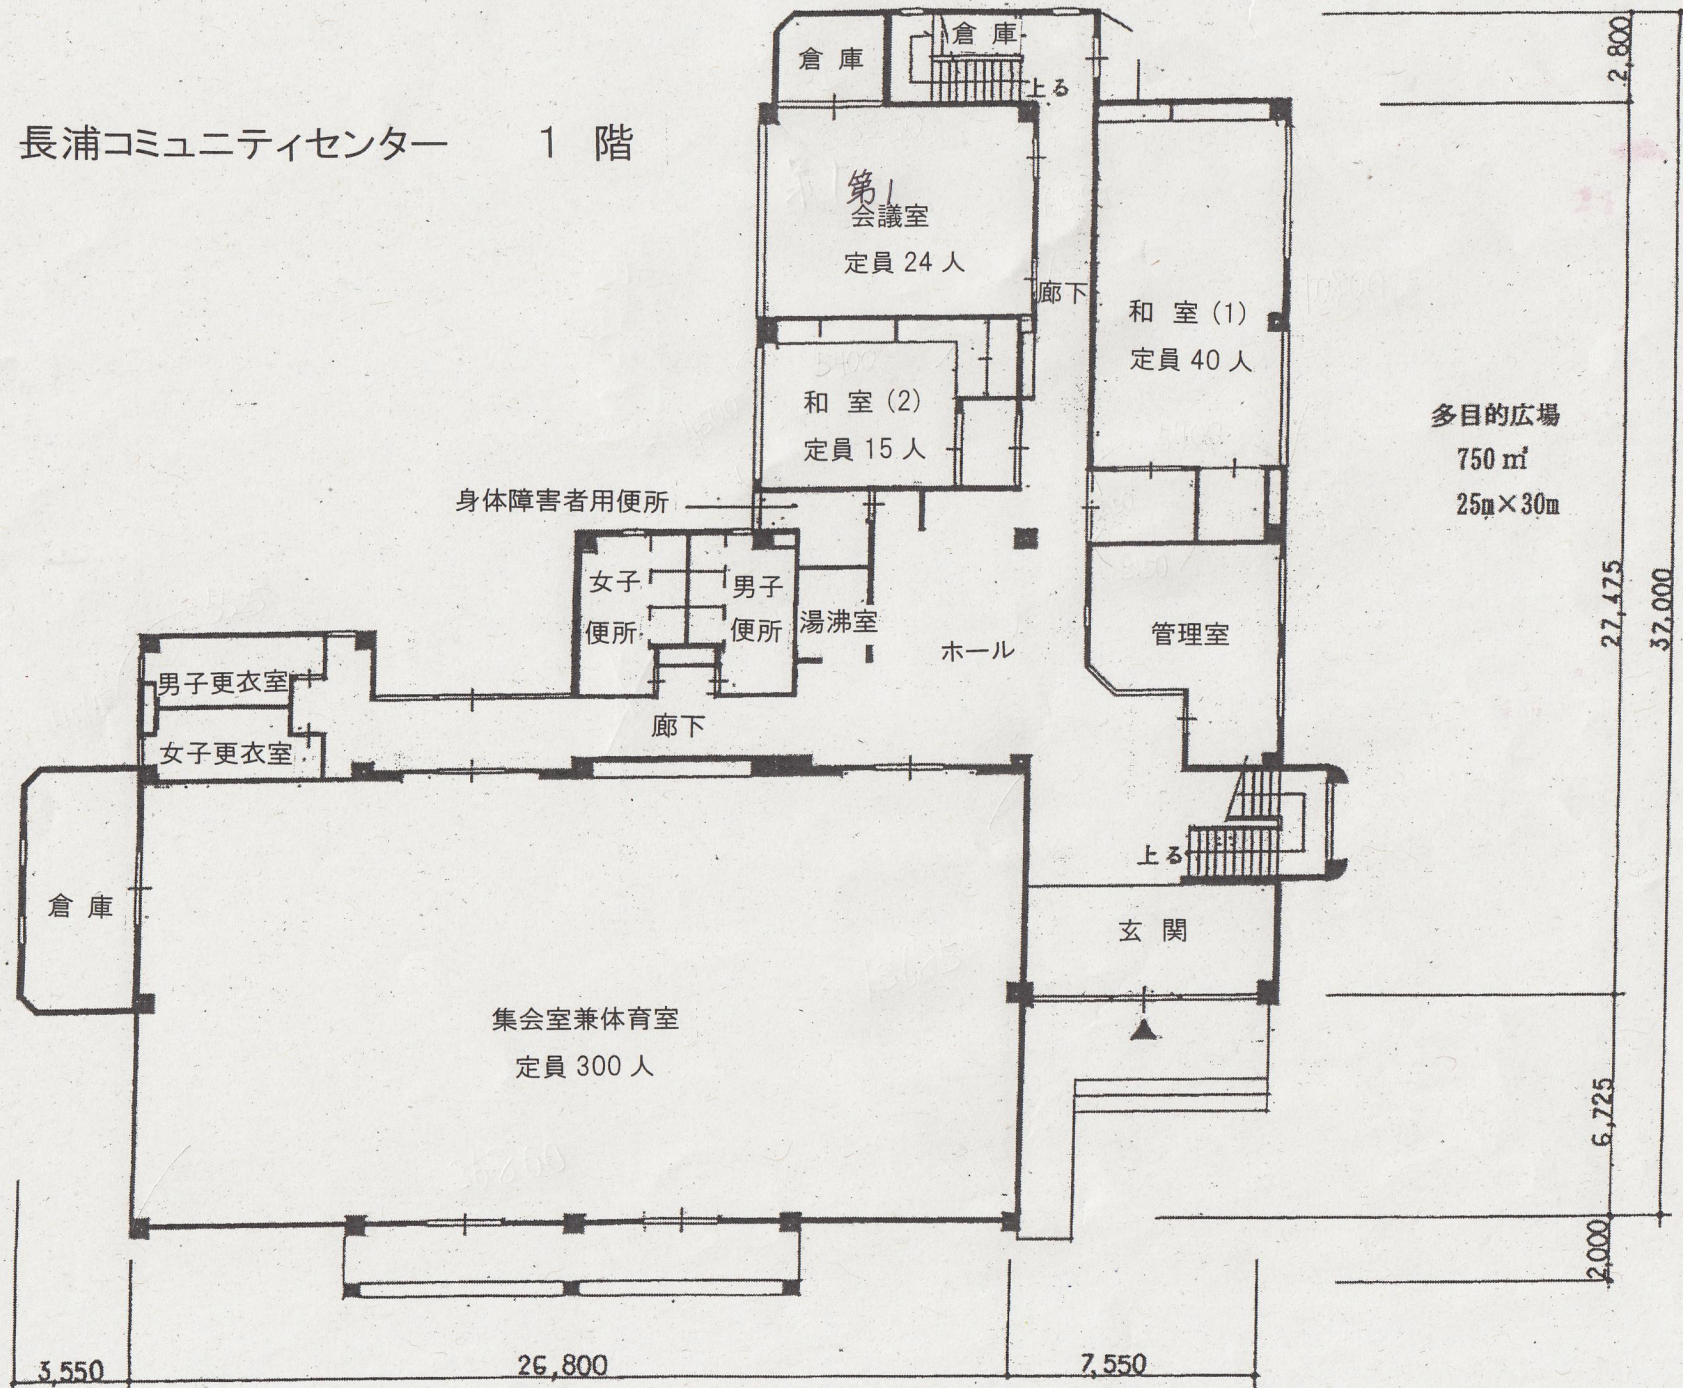 長浦コミュニティセンター 1 階
倉 庫
倉 庫
上る
2,800
第1
会議室
定員 24 人
廊下
和 室 (1)
定員 40 人
和 室 (2)
定員 15 人
多目的広場
750 ㎡
25m×30m
身体障害者用便所
女子
便所
男子
便所
湯沸室
ホール
管理室
27,475
37,000
男子更衣室
女子更衣室
廊下
上る
倉 庫
玄 関
集会室兼体育室
定員 300 人
6,725
2,000
3,550
26,800
7,550